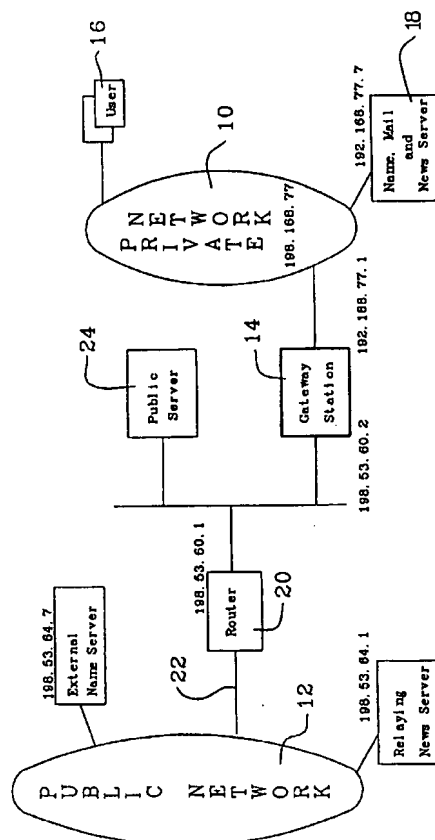 PUBLIC NETWORK
12
198.53.64.7
External
Name Server
198.53.64.1
Relaying
News Server
22
198.53.60.1
Router
20
24
Public
Server
14
Gateway
Station
198.53.60.2
192.168.77.1
PRIVATE
NETWORK
198.168.77
10
16
User
192.168.77.7
Name, Mail
and
News Server
18